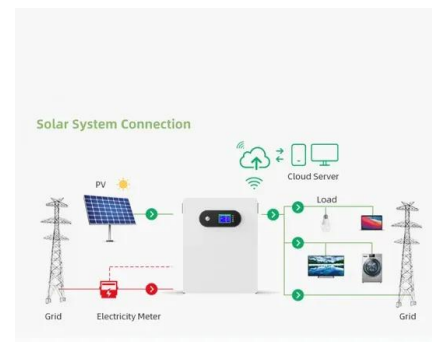 Solar System Connection
Cloud Server
PV
Load
Grid
Electricity Meter
Grid